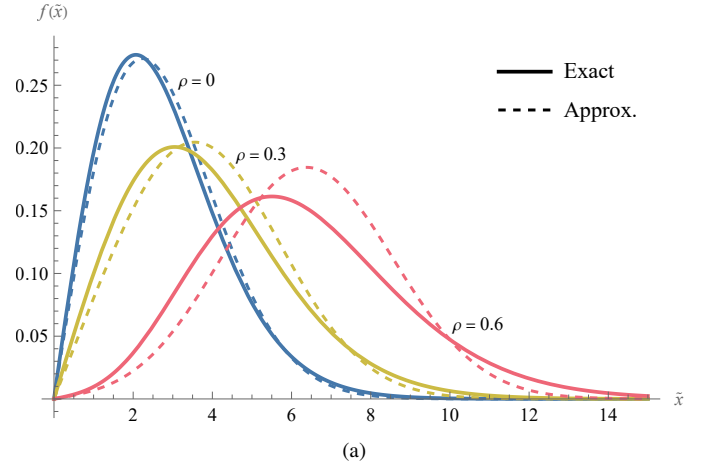 f(x̃)
Exact
Approx.
ρ = 0
ρ = 0.3
ρ = 0.6
0.25
0.20
0.15
0.10
0.05
2 4 6 8 10 12 14 x̃
(a)